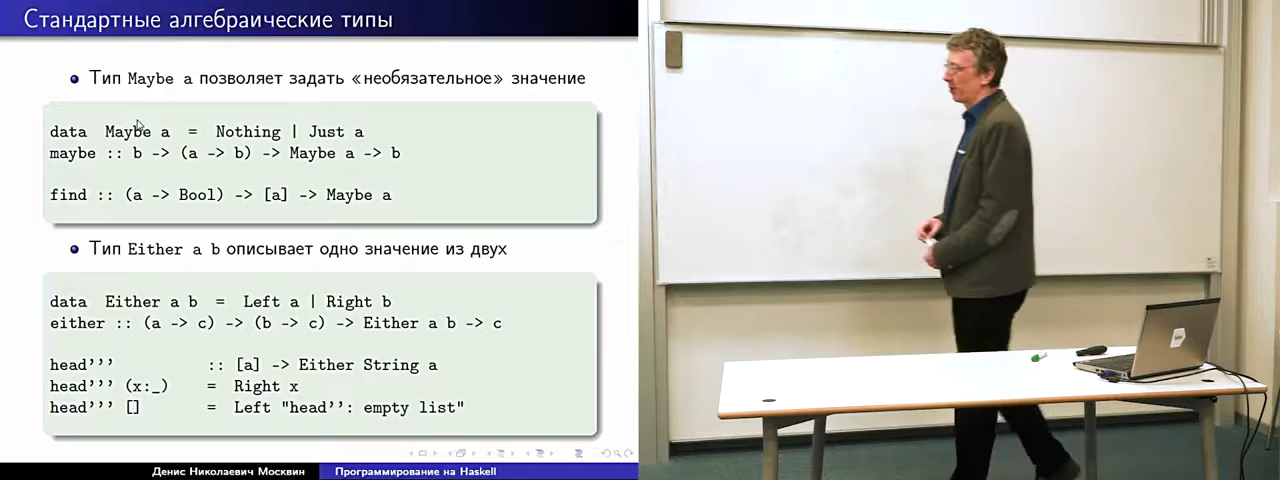 Стандартные алгебраические типы
Тип Maybe a позволяет задать «необязательное» значение
data Maybe a = Nothing | Just a
maybe :: b -> (a -> b) -> Maybe a -> b
find :: (a -> Bool) -> [a] -> Maybe a
Тип Either a b описывает одно значение из двух
data Either a b = Left a | Right b
either :: (a -> c) -> (b -> c) -> Either a b -> c
head’’’ :: [a] -> Either String a
head’’’ (x:_) = Right x
head’’’ [] = Left "head’’: empty list"
Денис Николаевич Москвин Программирование на Haskell